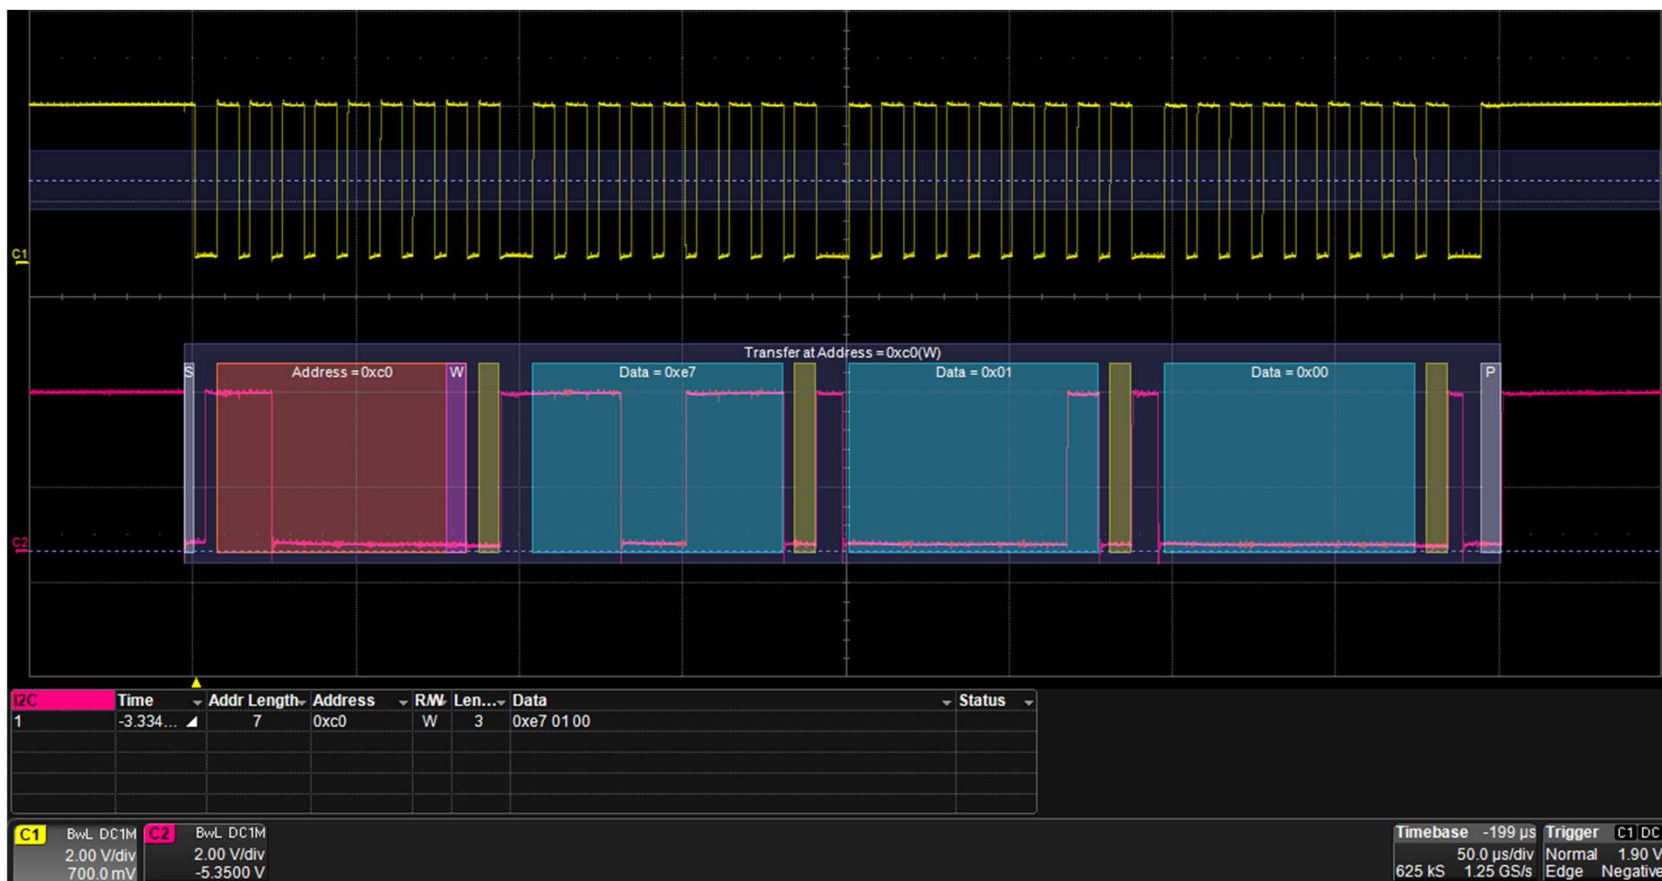 C1
Transfer at Address = 0xc0(W)
S Address = 0xc0 W Data = 0xe7 Data = 0x01 Data = 0x00 P
C2
I2C Time Addr Length Address R/W Len... Data Status
1 -3.334... 7 0xc0 W 3 0xe7 01 00
C1 BwL DC1M C2 BwL DC1M Timebase -199 µs Trigger C1 DC
2.00 V/div 2.00 V/div 50.0 µs/div Normal 1.90 V
700.0 mV -5.3500 V 625 kS 1.25 GS/s Edge Negative